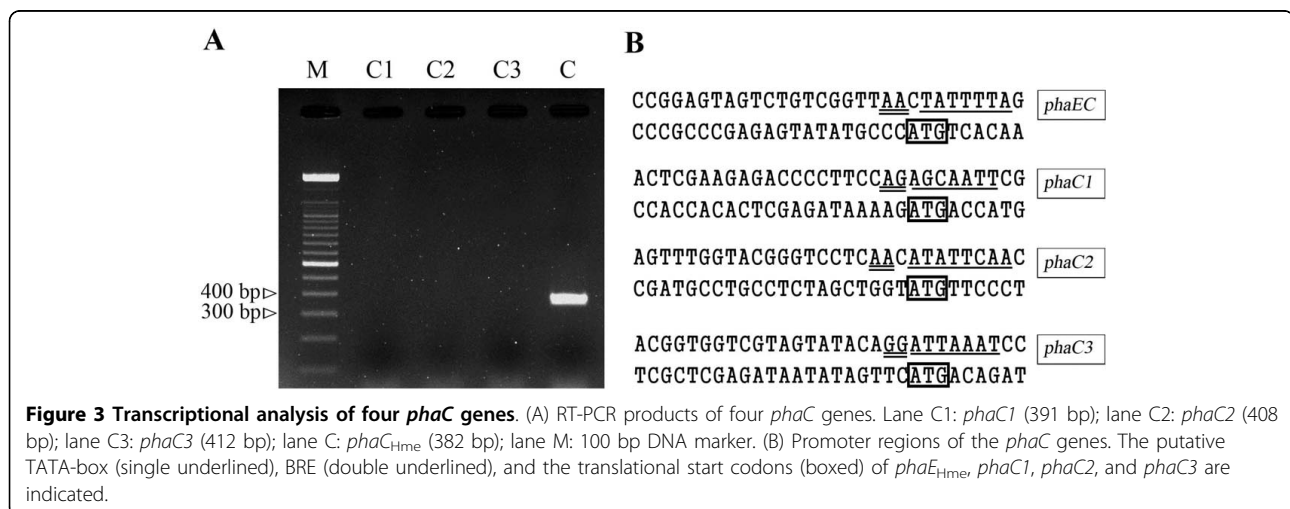 A
B
M C1 C2 C3 C
400 bp▷
300 bp▷
CCGGAGTAGTCTGTCGGTTAACTATTTTAG
CCCGCCCGAGAGTATATGCCCATGTCACAA
phaEC
ACTCGAAGAGACCCCTTCCAGAGCAATTCG
CCACCACACTCGAGATAAAAGATGACCATG
phaC1
AGTTTGGTACGGGTCCTCAACATATTCAAC
CGATGCCTGCCTCTAGCTGGTATGTTCCCT
phaC2
ACGGTGGTCGTAGTATACAGGATTAAATCC
TCGCTCGAGATAATATAGTTCATGACAGAT
phaC3
Figure 3 Transcriptional analysis of four phaC genes. (A) RT-PCR products of four phaC genes. Lane C1: phaC1 (391 bp); lane C2: phaC2 (408
bp); lane C3: phaC3 (412 bp); lane C: phaCHme (382 bp); lane M: 100 bp DNA marker. (B) Promoter regions of the phaC genes. The putative
TATA-box (single underlined), BRE (double underlined), and the translational start codons (boxed) of phaEHme, phaC1, phaC2, and phaC3 are
indicated.